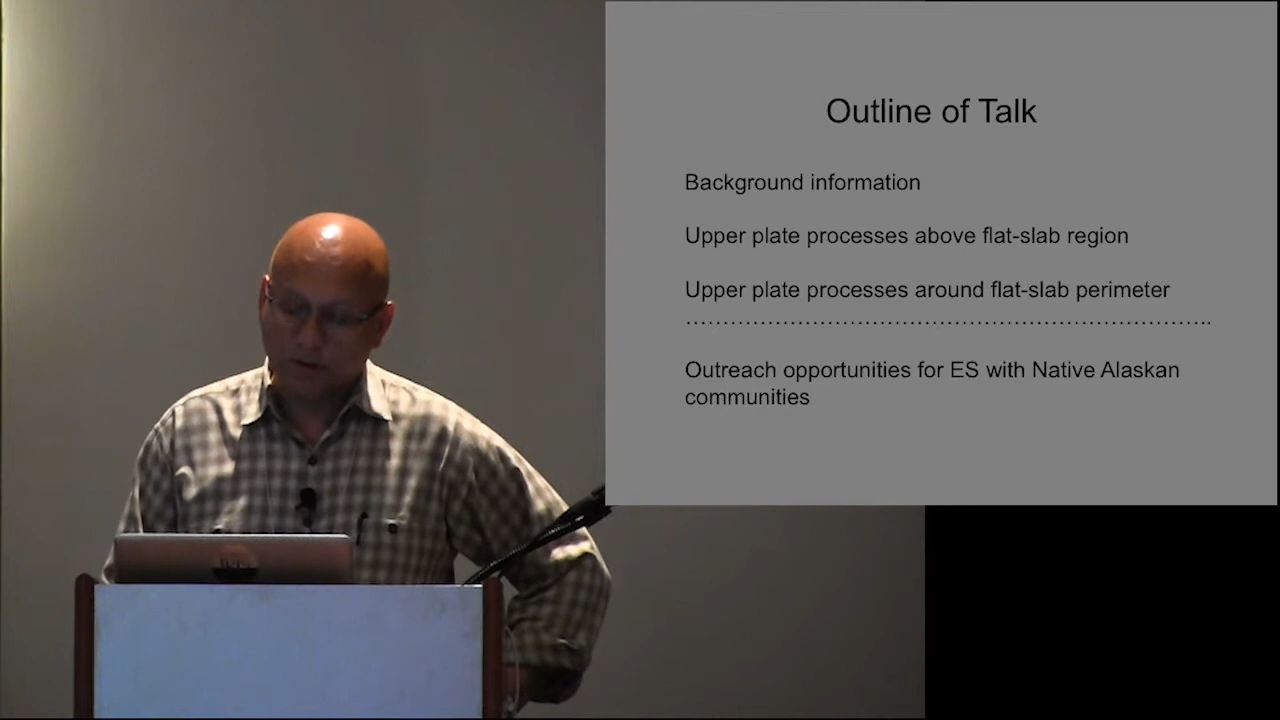 Outline of Talk
Background information
Upper plate processes above flat-slab region
Upper plate processes around flat-slab perimeter
…………………………………………………………..
Outreach opportunities for ES with Native Alaskan
communities